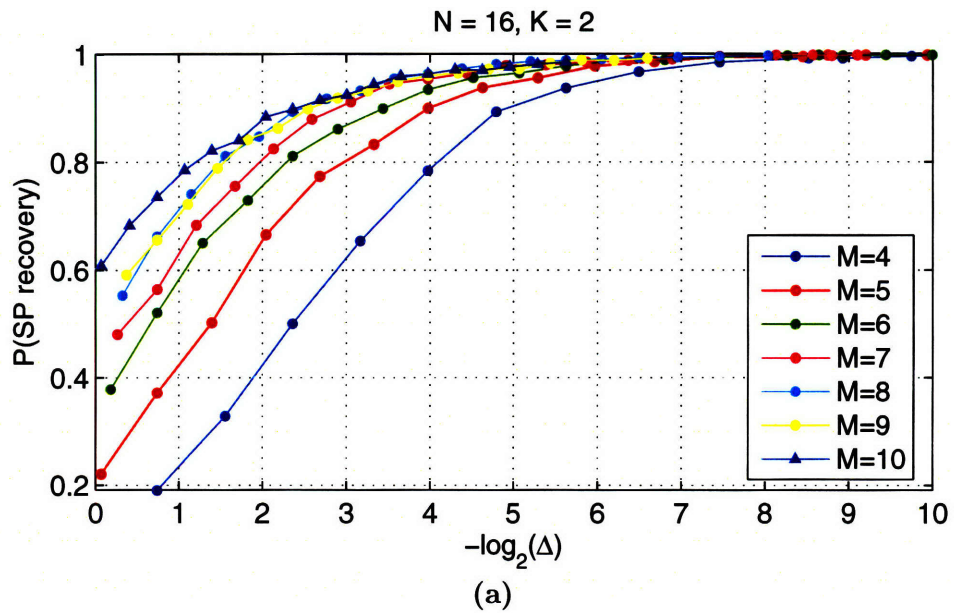 N = 16, K = 2
P(SP recovery)
1
0.8
0.6
0.4
0.2
0 1 2 3 4 5 6 7 8 9 10
−log2(Δ)
M=4
M=5
M=6
M=7
M=8
M=9
M=10
(a)